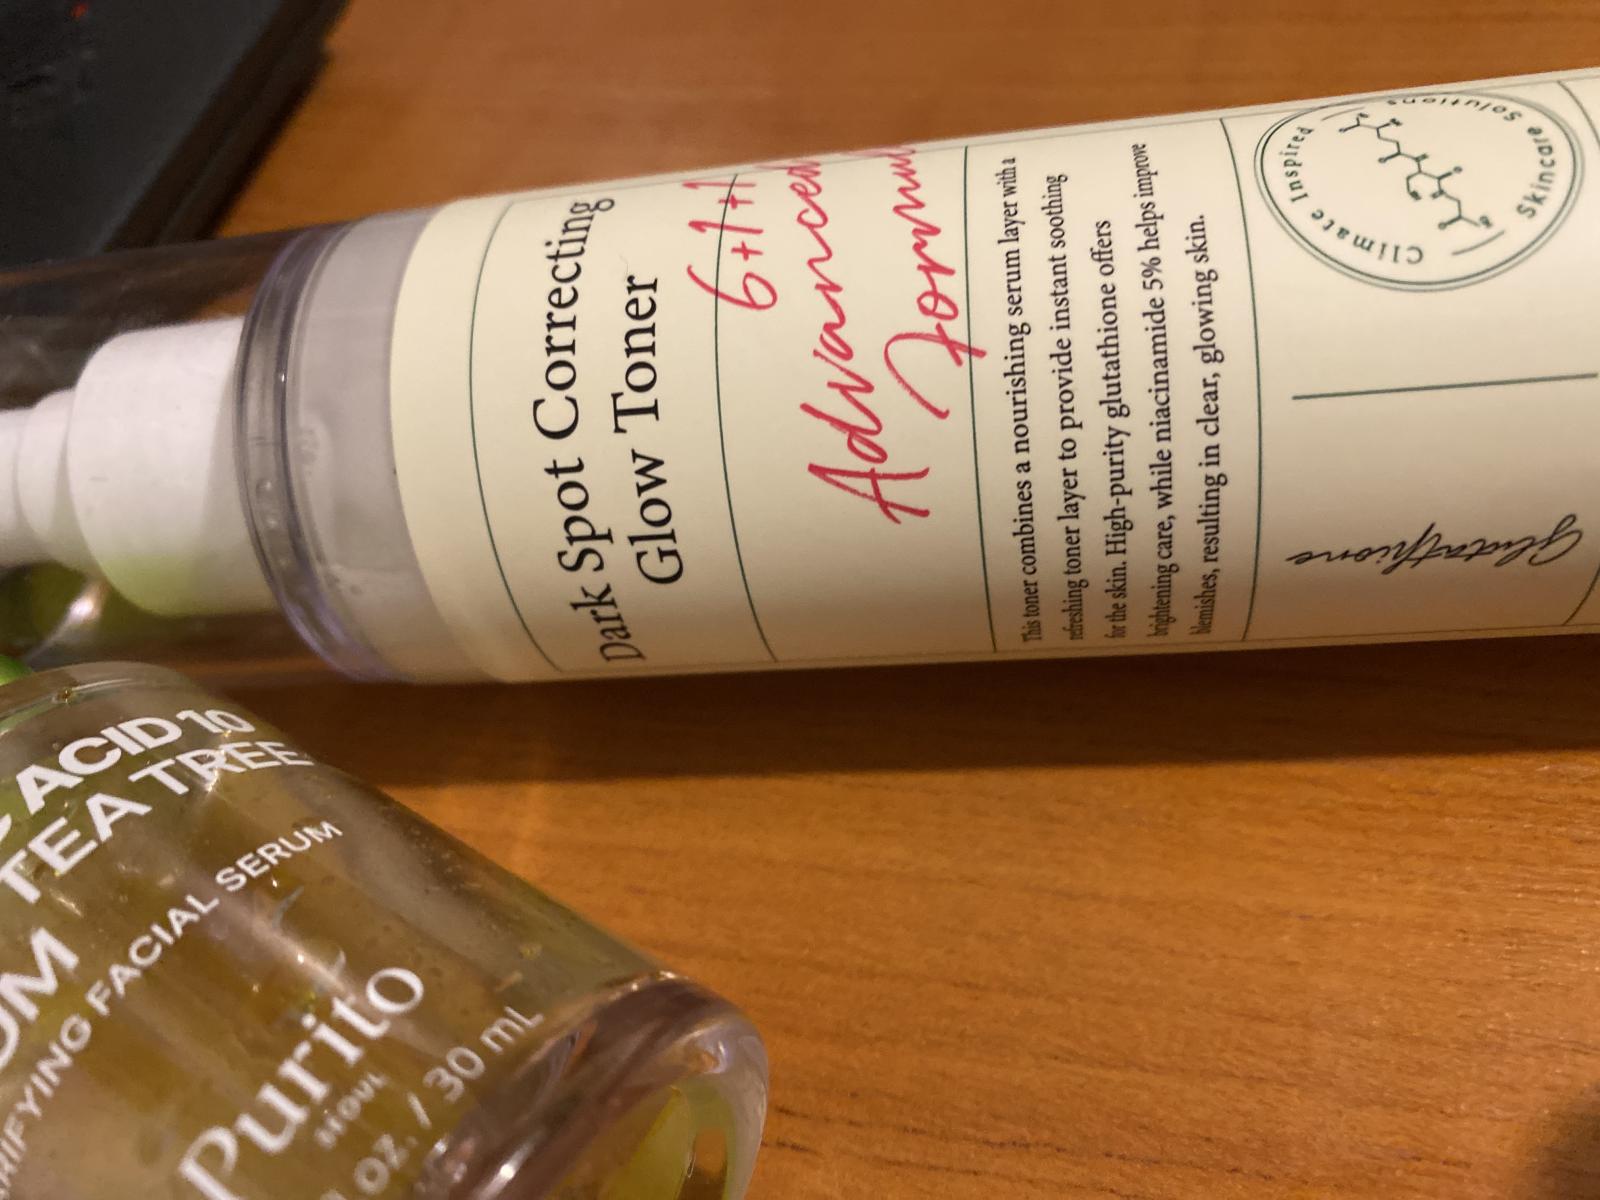 Dark Spot Correcting
Glow Toner
6+1+1
Advanced
This toner combines a nourishing serum layer with a
refreshing toner layer to provide instant soothing
for the skin. High-purity glutathione offers
brightening care, while niacinamide 5% helps improve
blemishes, resulting in clear, glowing skin.
Climate Inspired
Skincare Solutions
Glutathione
ACID 10
TEA TREE
FACIAL SERUM
Purito
SEOUL
OZ. / 30 mL